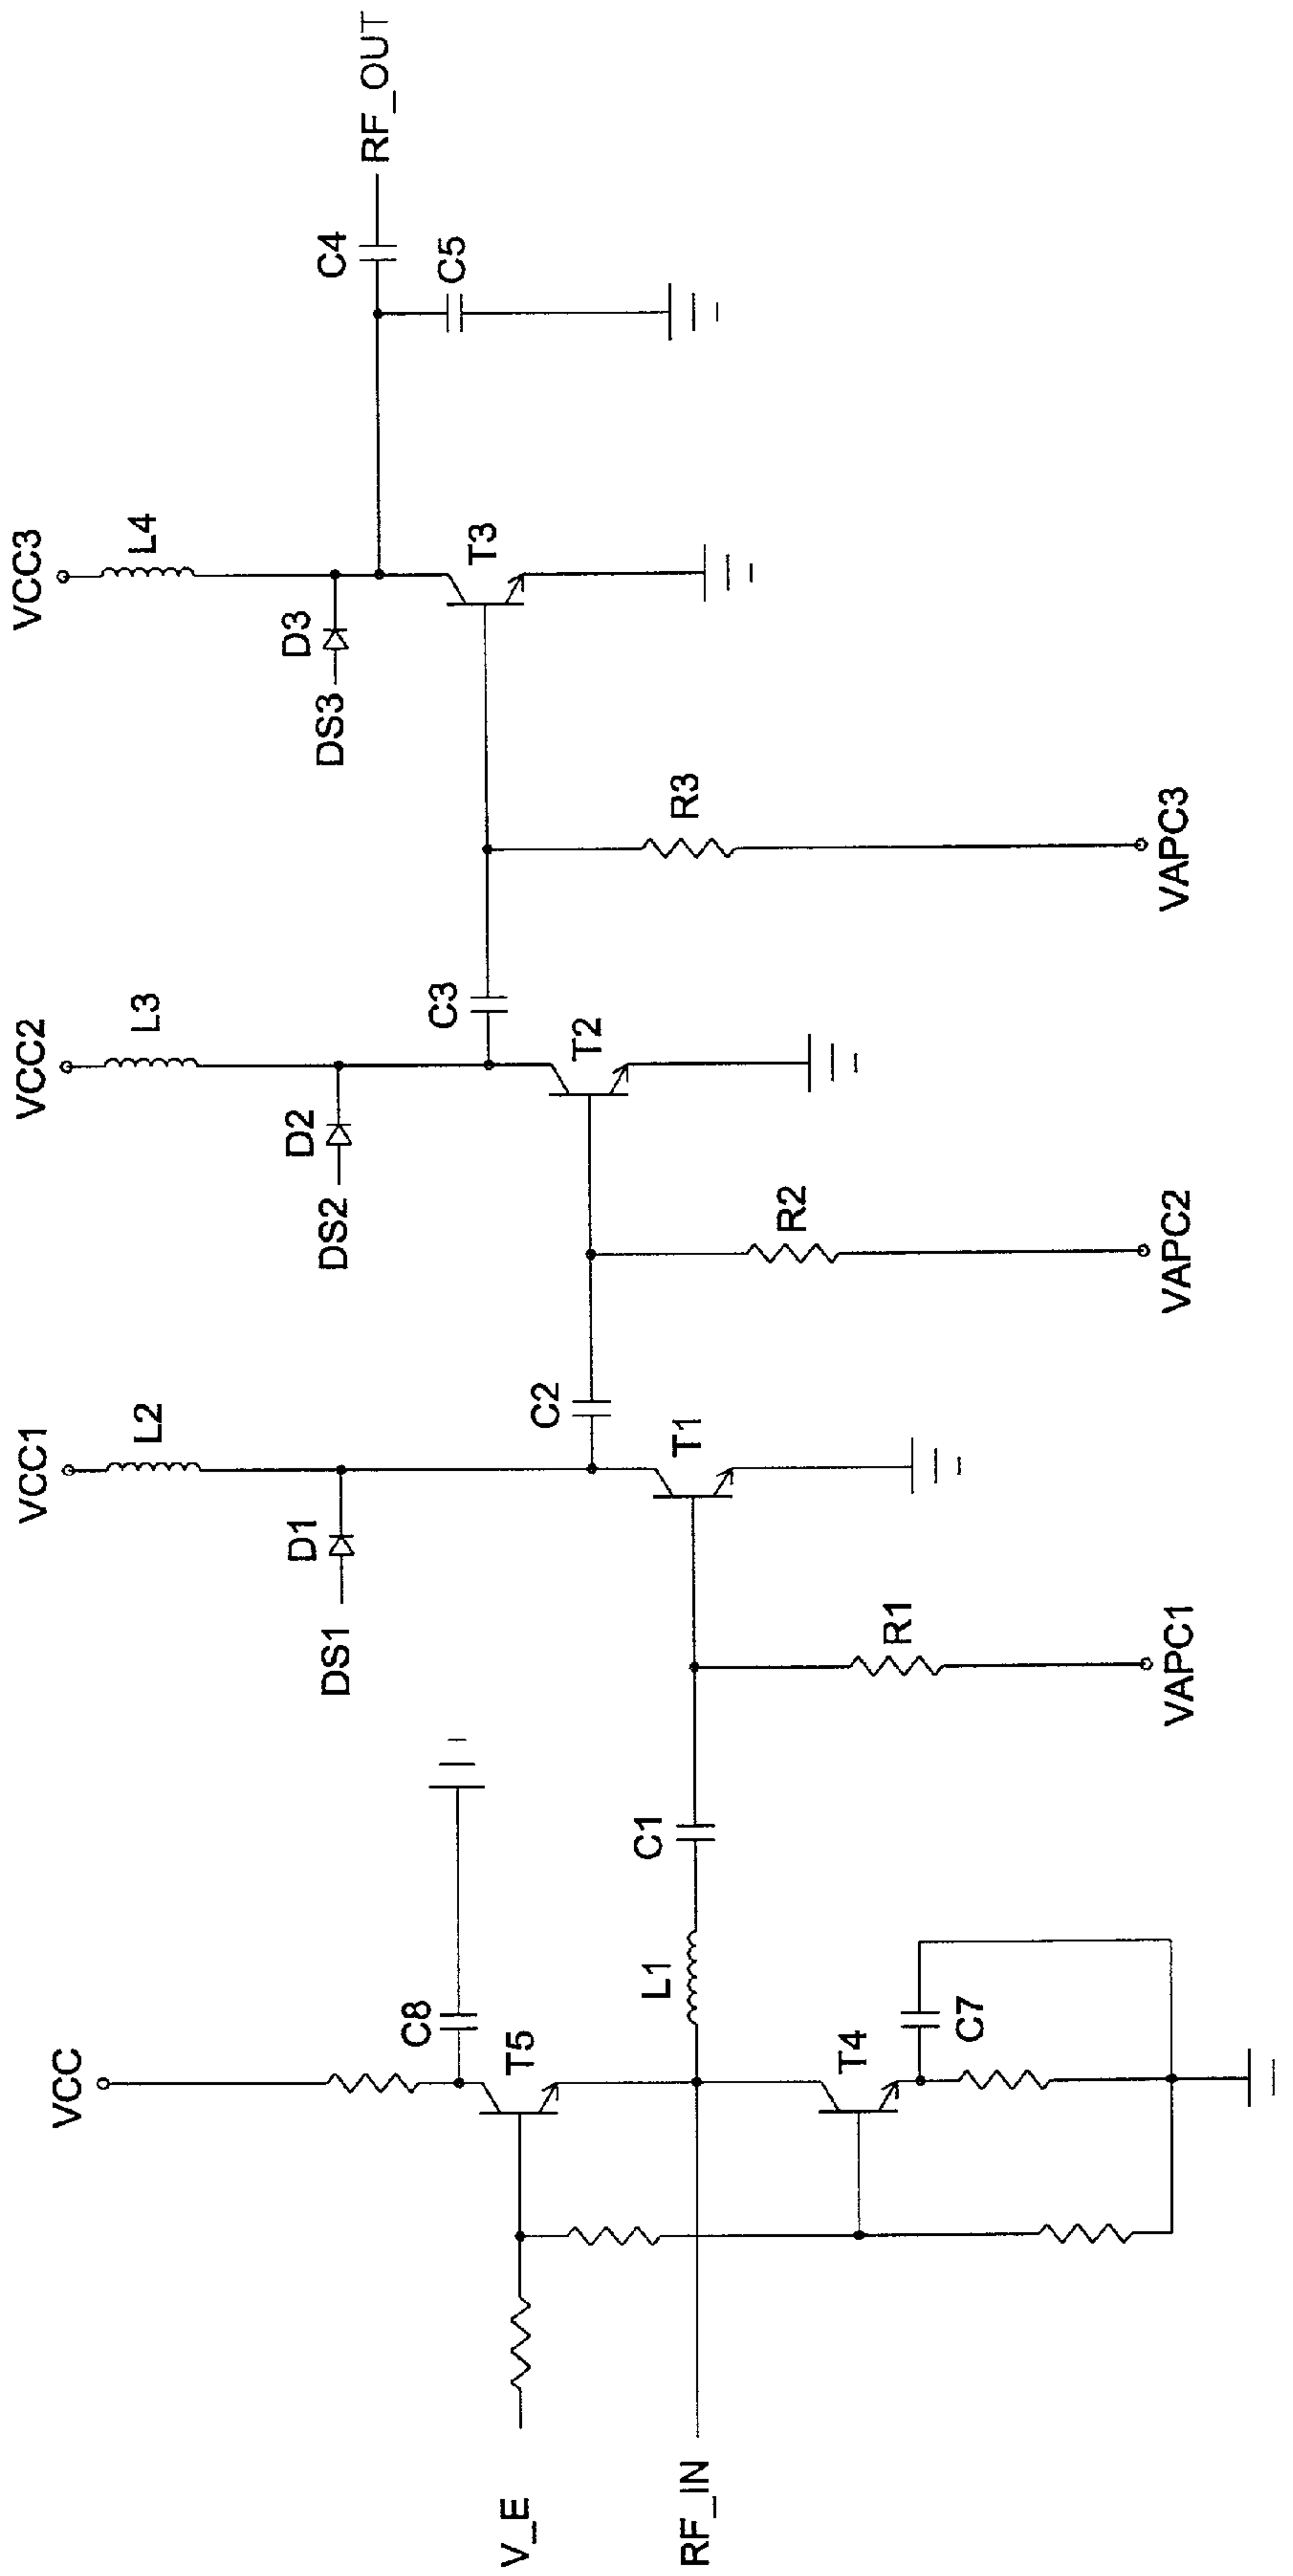 VCC
VCC1
VCC2
VCC3
L2
L3
L4
D1
DS1
D2
DS2
D3
DS3
C4
RF_OUT
C5
C8
T5
V_E
RF_IN
L1
C1
T4
C7
R1
VAPC1
T1
C2
R2
VAPC2
T2
C3
R3
VAPC3
T3